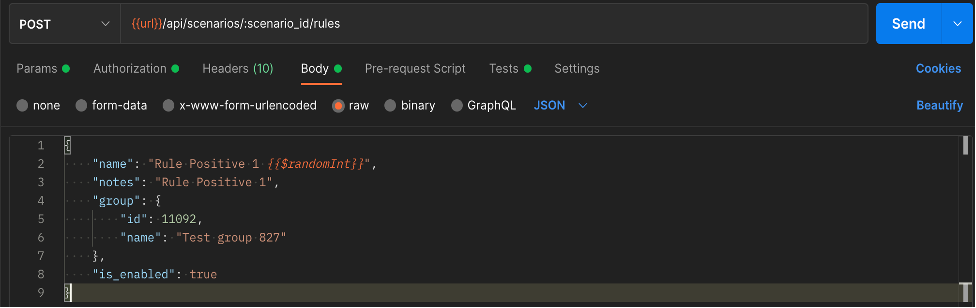 POST {{url}}/api/scenarios/:scenario_id/rules Send
Params Authorization Headers (10) Body Pre-request Script Tests Settings Cookies
none form-data x-www-form-urlencoded raw binary GraphQL JSON Beautify
1 {
2 "name": "Rule Positive 1 {{$randomInt}}",
3 "notes": "Rule Positive 1",
4 "group": {
5 "id": 11092,
6 "name": "Test group 827"
7 },
8 "is_enabled": true
9 }